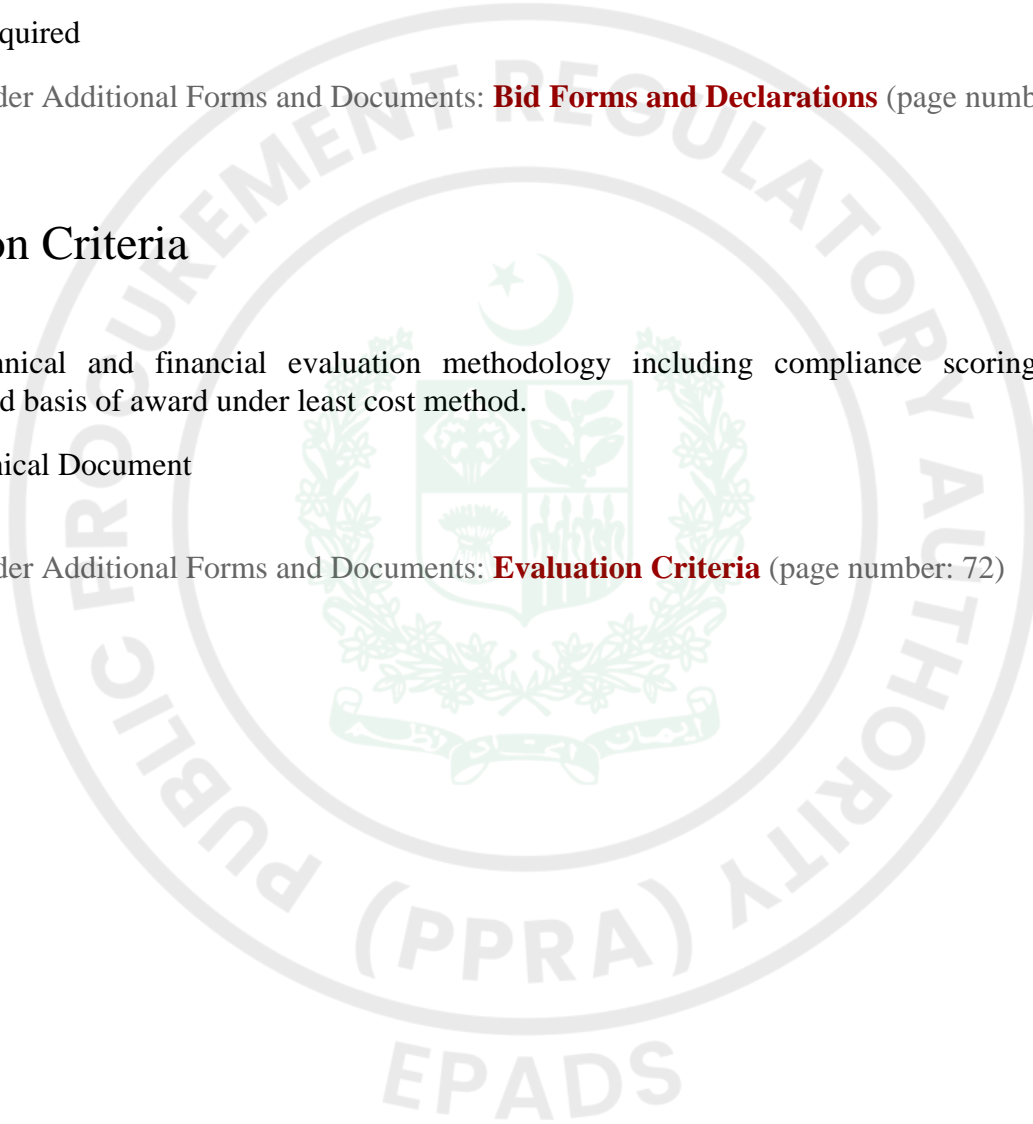 quired
der Additional Forms and Documents: Bid Forms and Declarations (page numb
on Criteria
hnical and financial evaluation methodology including compliance scoring
d basis of award under least cost method.
nical Document
der Additional Forms and Documents: Evaluation Criteria (page number: 72)
PUBLIC PROCUREMENT REGULATORY AUTHORITY
(PPRA)
EPADS